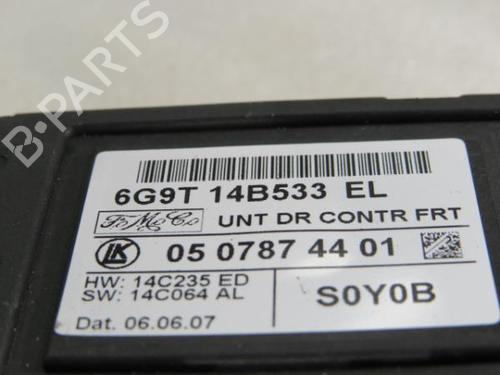 B-PARTS
6G9T 14B533 EL
FoMoCo UNT DR CONTR FRT
LK 05 0787 44 01
HW: 14C235 ED
SW: 14C064 AL S0Y0B
Dat. 06.06.07